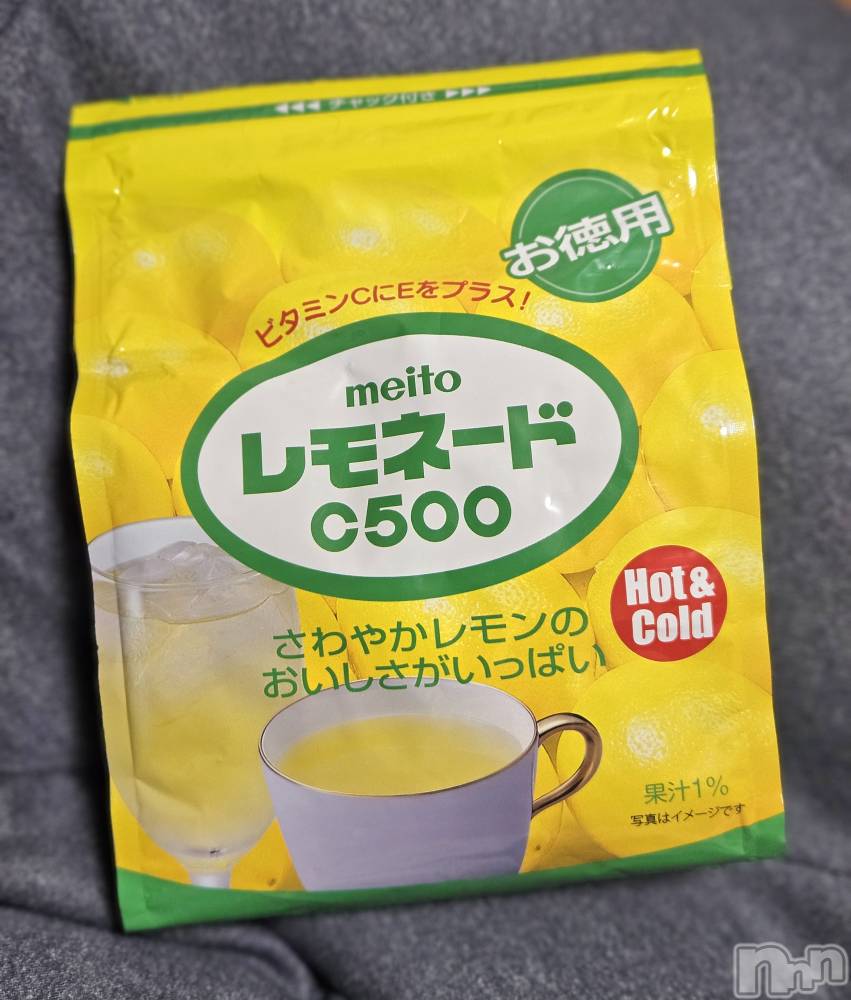 ◀◀◀ チャック付き ▶▶▶
お徳用
ビタミンCにEをプラス!
meito
レモネード
C500
Hot&
Cold
さわやかレモンの
おいしさがいっぱい
果汁1%
写真はイメージです
nnn